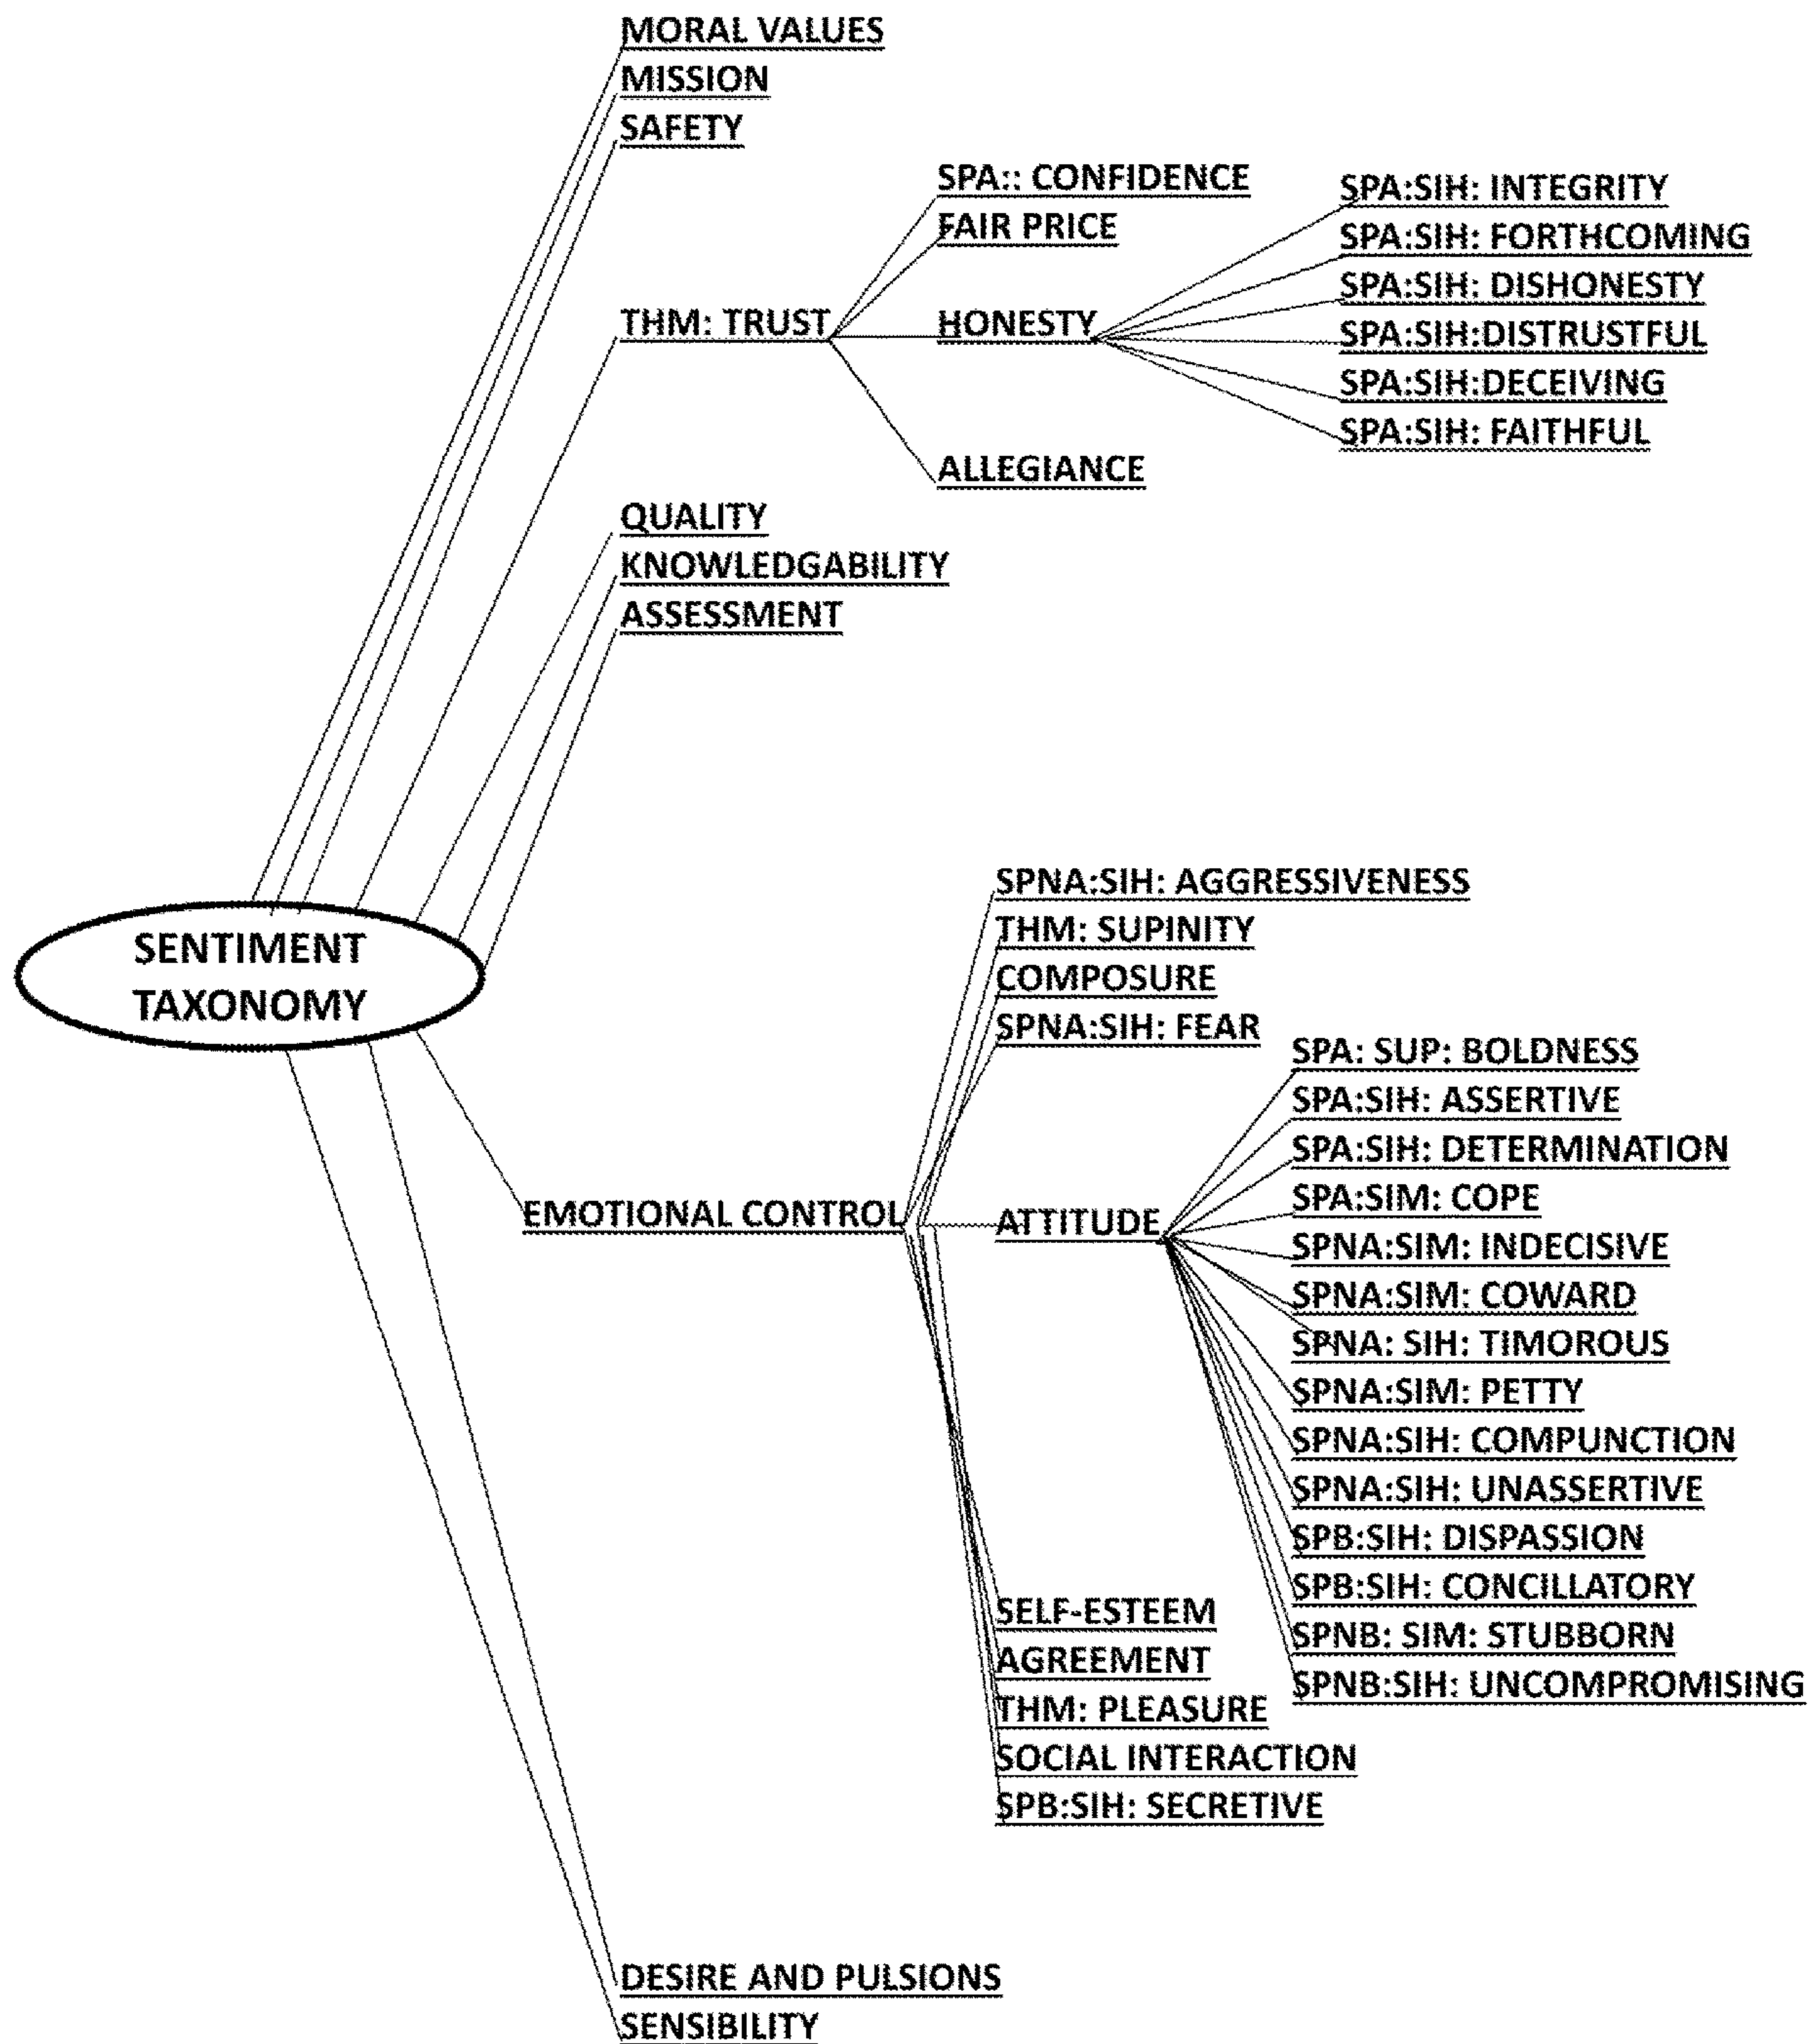 MORAL VALUES
MISSION
SAFETY
SPA:: CONFIDENCE
FAIR PRICE
THM: TRUST
HONESTY
ALLEGIANCE
SPA:SIH: INTEGRITY
SPA:SIH: FORTHCOMING
SPA:SIH: DISHONESTY
SPA:SIH:DISTRUSTFUL
SPA:SIH:DECEIVING
SPA:SIH: FAITHFUL
QUALITY
KNOWLEDGABILITY
ASSESSMENT
SENTIMENT
TAXONOMY
EMOTIONAL CONTROL
SPNA:SIH: AGGRESSIVENESS
THM: SUPINITY
COMPOSURE
SPNA:SIH: FEAR
ATTITUDE
SPA: SUP: BOLDNESS
SPA:SIH: ASSERTIVE
SPA:SIH: DETERMINATION
SPA:SIM: COPE
SPNA:SIM: INDECISIVE
SPNA:SIM: COWARD
SPNA: SIH: TIMOROUS
SPNA:SIM: PETTY
SPNA:SIH: COMPUNCTION
SPNA:SIH: UNASSERTIVE
SPB:SIH: DISPASSION
SPB:SIH: CONCILLATORY
SPNB: SIM: STUBBORN
SPNB:SIH: UNCOMPROMISING
SELF-ESTEEM
AGREEMENT
THM: PLEASURE
SOCIAL INTERACTION
SPB:SIH: SECRETIVE
DESIRE AND PULSIONS
SENSIBILITY